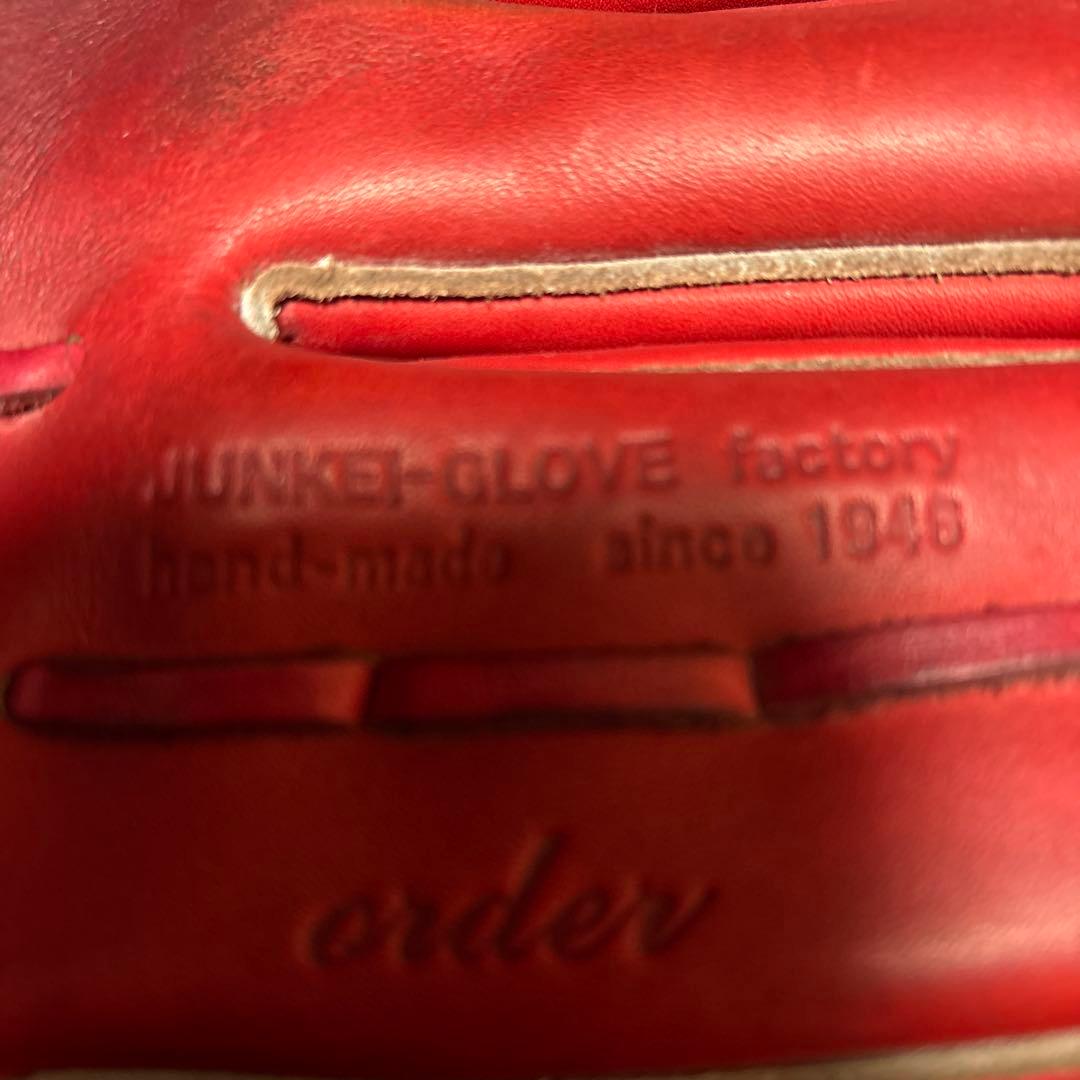 JUNKEI-GLOVE factory
hand-made since 1946
order